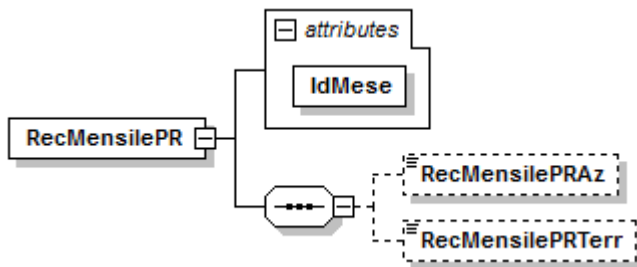 attributes
IdMese
RecMensilePR
RecMensilePRAz
RecMensilePRTerr